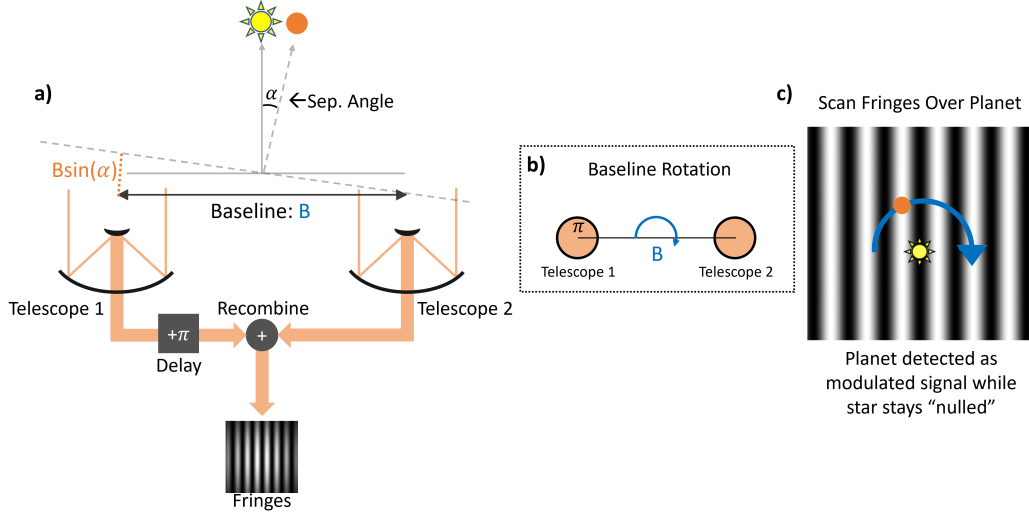 a)
α
←Sep. Angle
Bsin(α)
Baseline: B
Telescope 1
Telescope 2
Recombine
+π
+
Delay
Fringes
b)
Baseline Rotation
π
B
Telescope 1
Telescope 2
c)
Scan Fringes Over Planet
Planet detected as
modulated signal while
star stays “nulled”